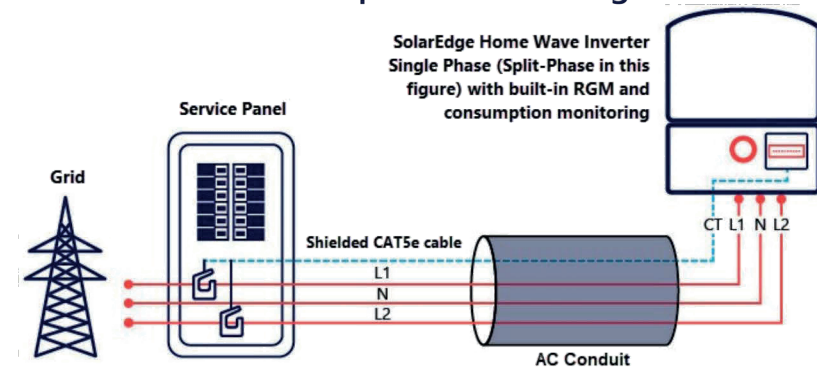 SolarEdge Home Wave Inverter
Single Phase (Split-Phase in this
figure) with built-in RGM and
consumption monitoring
Service Panel
Grid
CT L1 N L2
Shielded CAT5e cable
L1
N
L2
AC Conduit